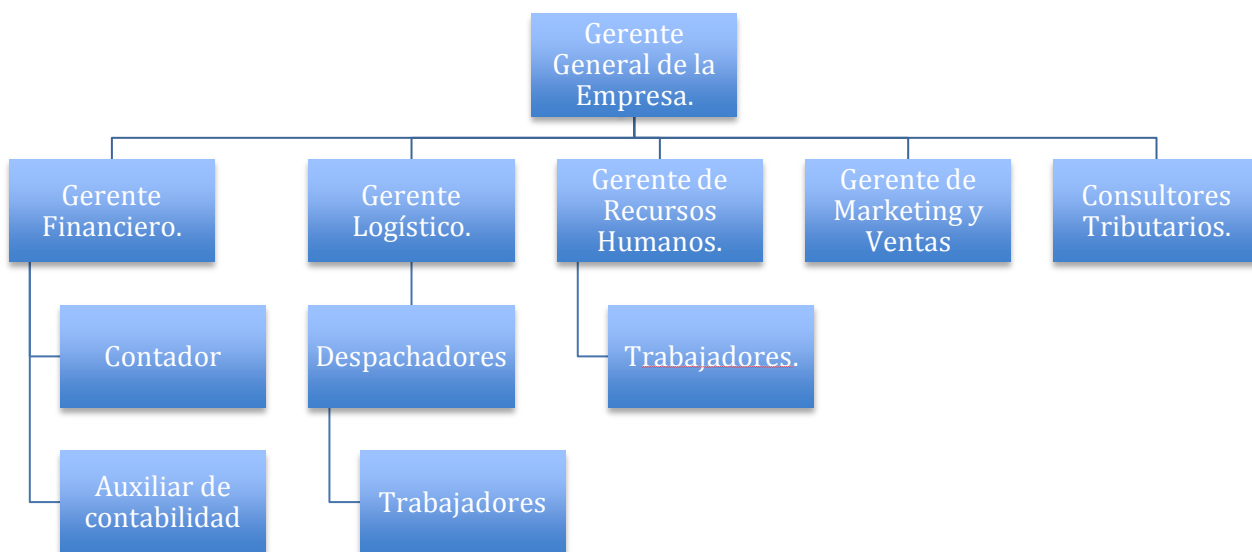 Gerente
General de la
Empresa.
Gerente
Financiero.
Gerente
Logístico.
Gerente de
Recursos
Humanos.
Gerente de
Marketing y
Ventas
Consultores
Tributarios.
Contador
Despachadores
Trabajadores.
Auxiliar de
contabilidad
Trabajadores